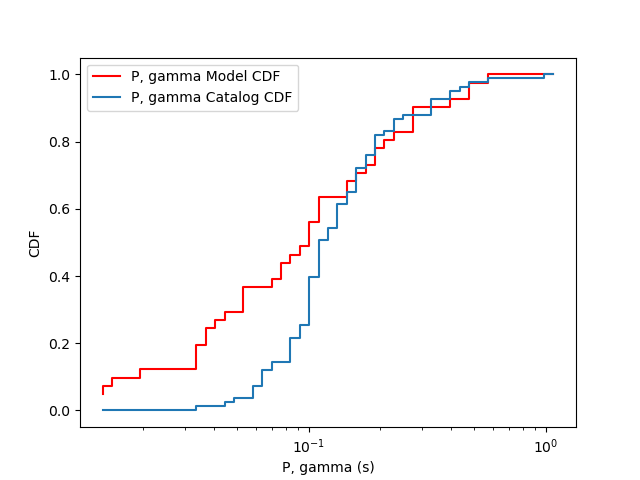 P, gamma Model CDF
P, gamma Catalog CDF
1.0
0.8
0.6
0.4
0.2
0.0
CDF
10⁻¹ 10⁰
P, gamma (s)